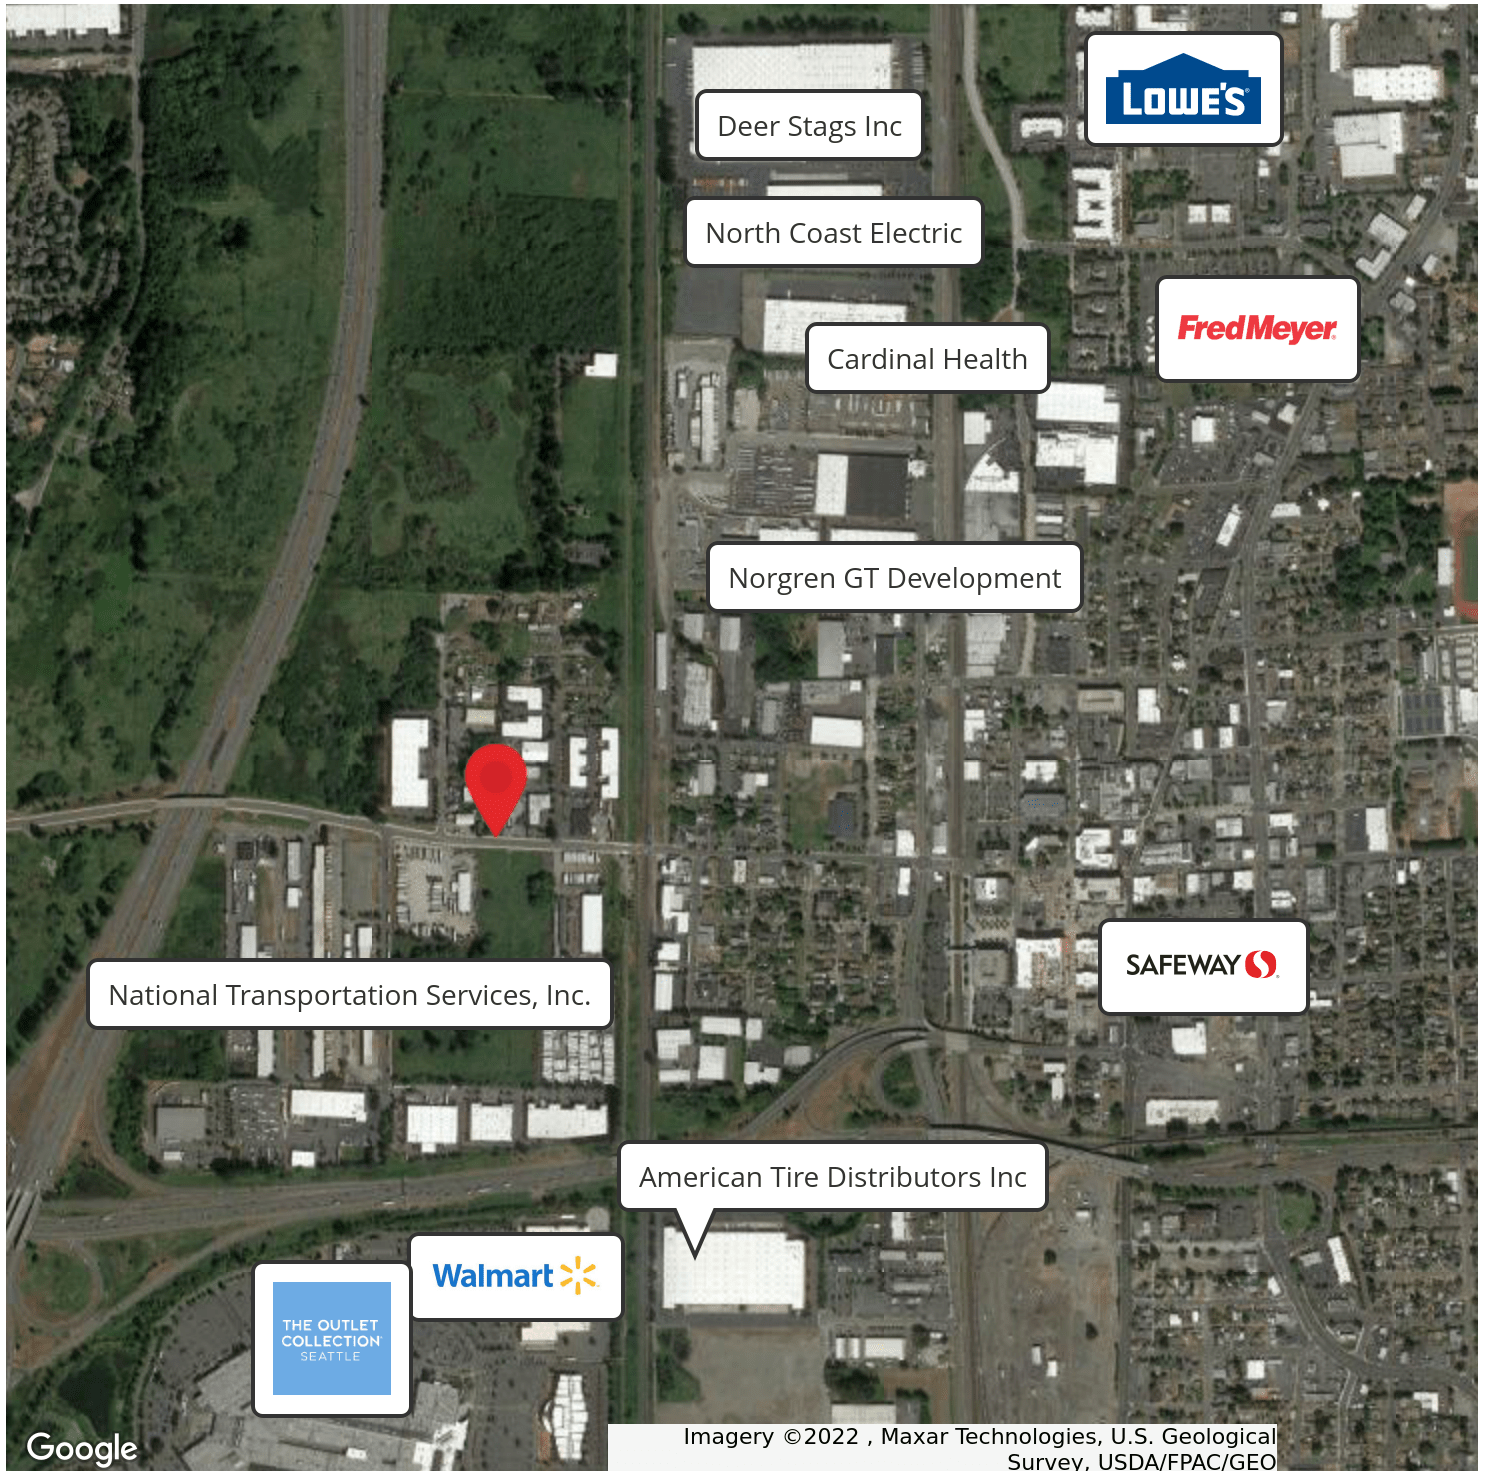 LOWE'S
Deer Stags Inc
North Coast Electric
FredMeyer
Cardinal Health
Norgren GT Development
SAFEWAY
National Transportation Services, Inc.
American Tire Distributors Inc
Walmart
THE OUTLET
COLLECTION
SEATTLE
Google
Imagery ©2022 , Maxar Technologies, U.S. Geological
Survey, USDA/FPAC/GEO